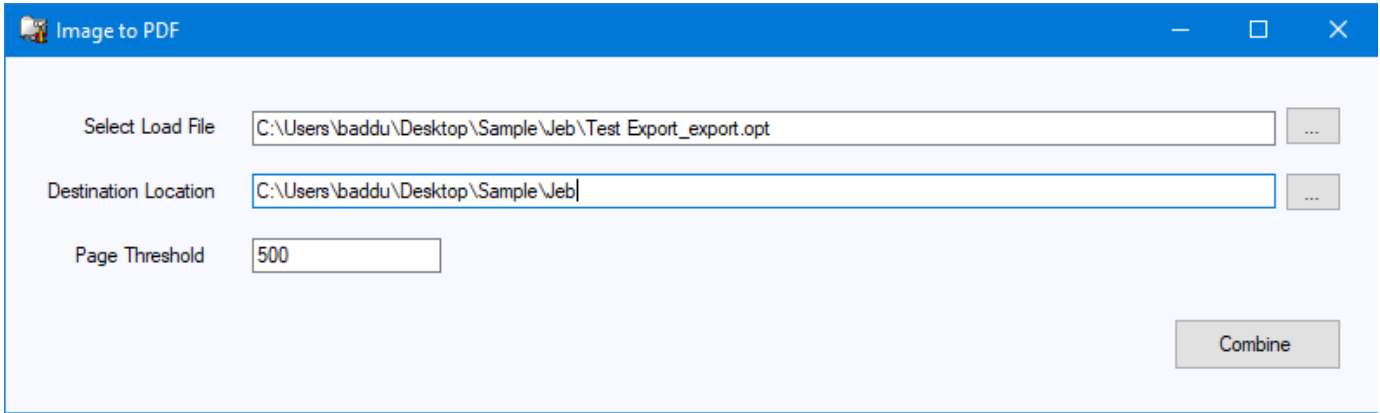 Image to PDF
Select Load File C:\Users\baddu\Desktop\Sample\Jeb\Test Export_export.opt ...
Destination Location C:\Users\baddu\Desktop\Sample\Jeb ...
Page Threshold 500
Combine